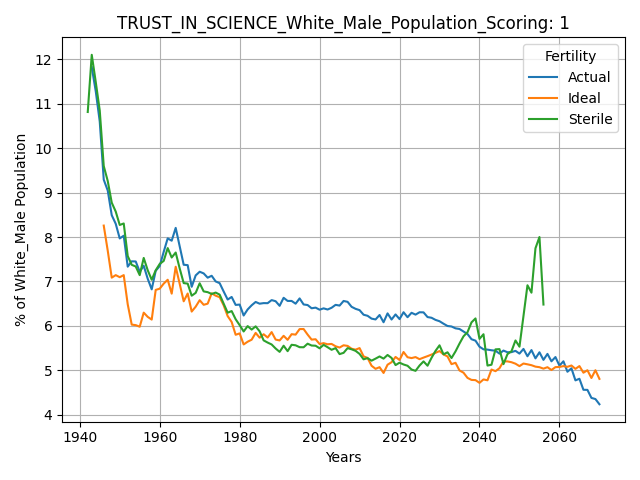 TRUST_IN_SCIENCE_White_Male_Population_Scoring: 1
Fertility
Actual
Ideal
Sterile
% of White_Male Population
12
11
10
9
8
7
6
5
4
1940 1960 1980 2000 2020 2040 2060
Years